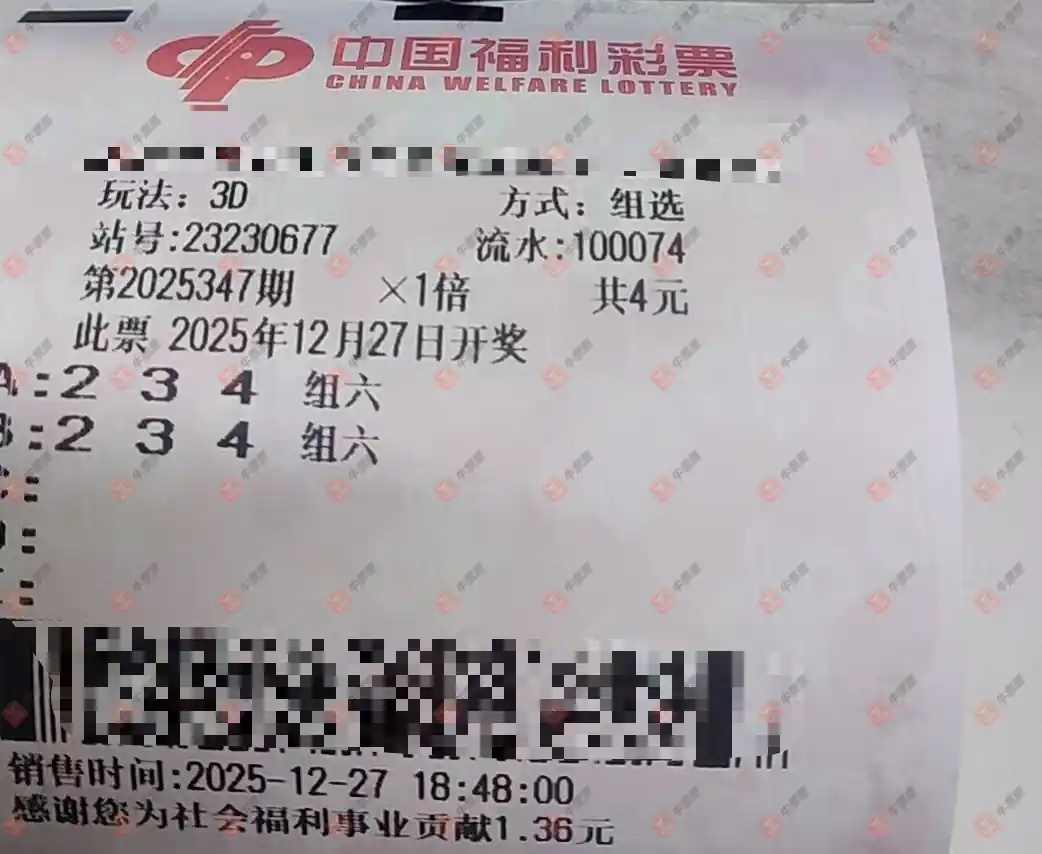 中国福利彩票
CHINA WELFARE LOTTERY
玩法：3D 方式：组选
站号:23230677 流水:100074
第2025347期 ×1倍 共4元
此票 2025年12月27日开奖
A:2 3 4 组六
B:2 3 4 组六
销售时间:2025-12-27 18:48:00
感谢您为社会福利事业贡献1.36元